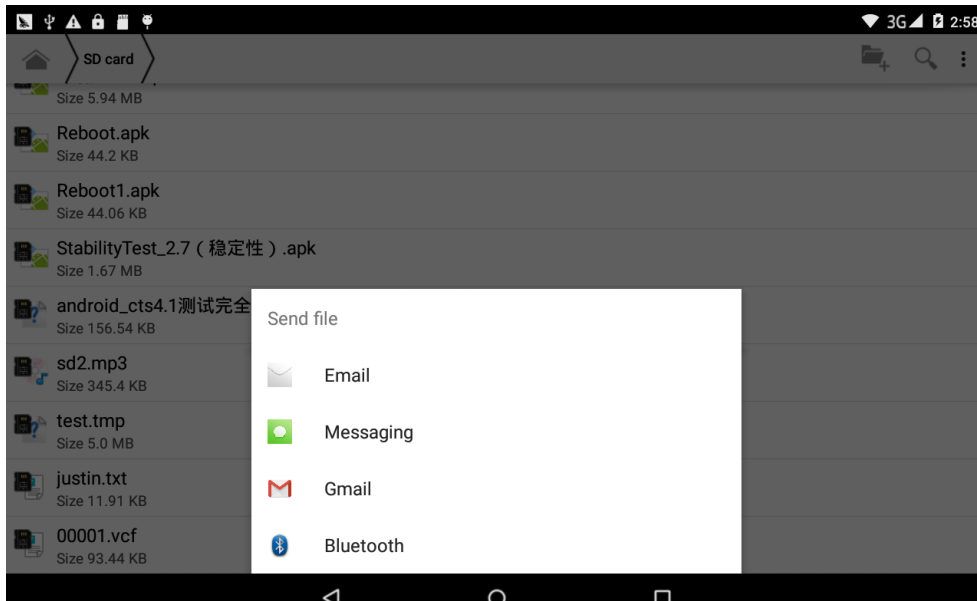 3G 2:58
SD card
Size 5.94 MB
Reboot.apk
Size 44.2 KB
Reboot1.apk
Size 44.06 KB
StabilityTest_2.7（稳定性）.apk
Size 1.67 MB
android_cts4.1测试完全
Size 156.54 KB
sd2.mp3
Size 345.4 KB
test.tmp
Size 5.0 MB
justin.txt
Size 11.91 KB
00001.vcf
Size 93.44 KB
Send file
Email
Messaging
Gmail
Bluetooth